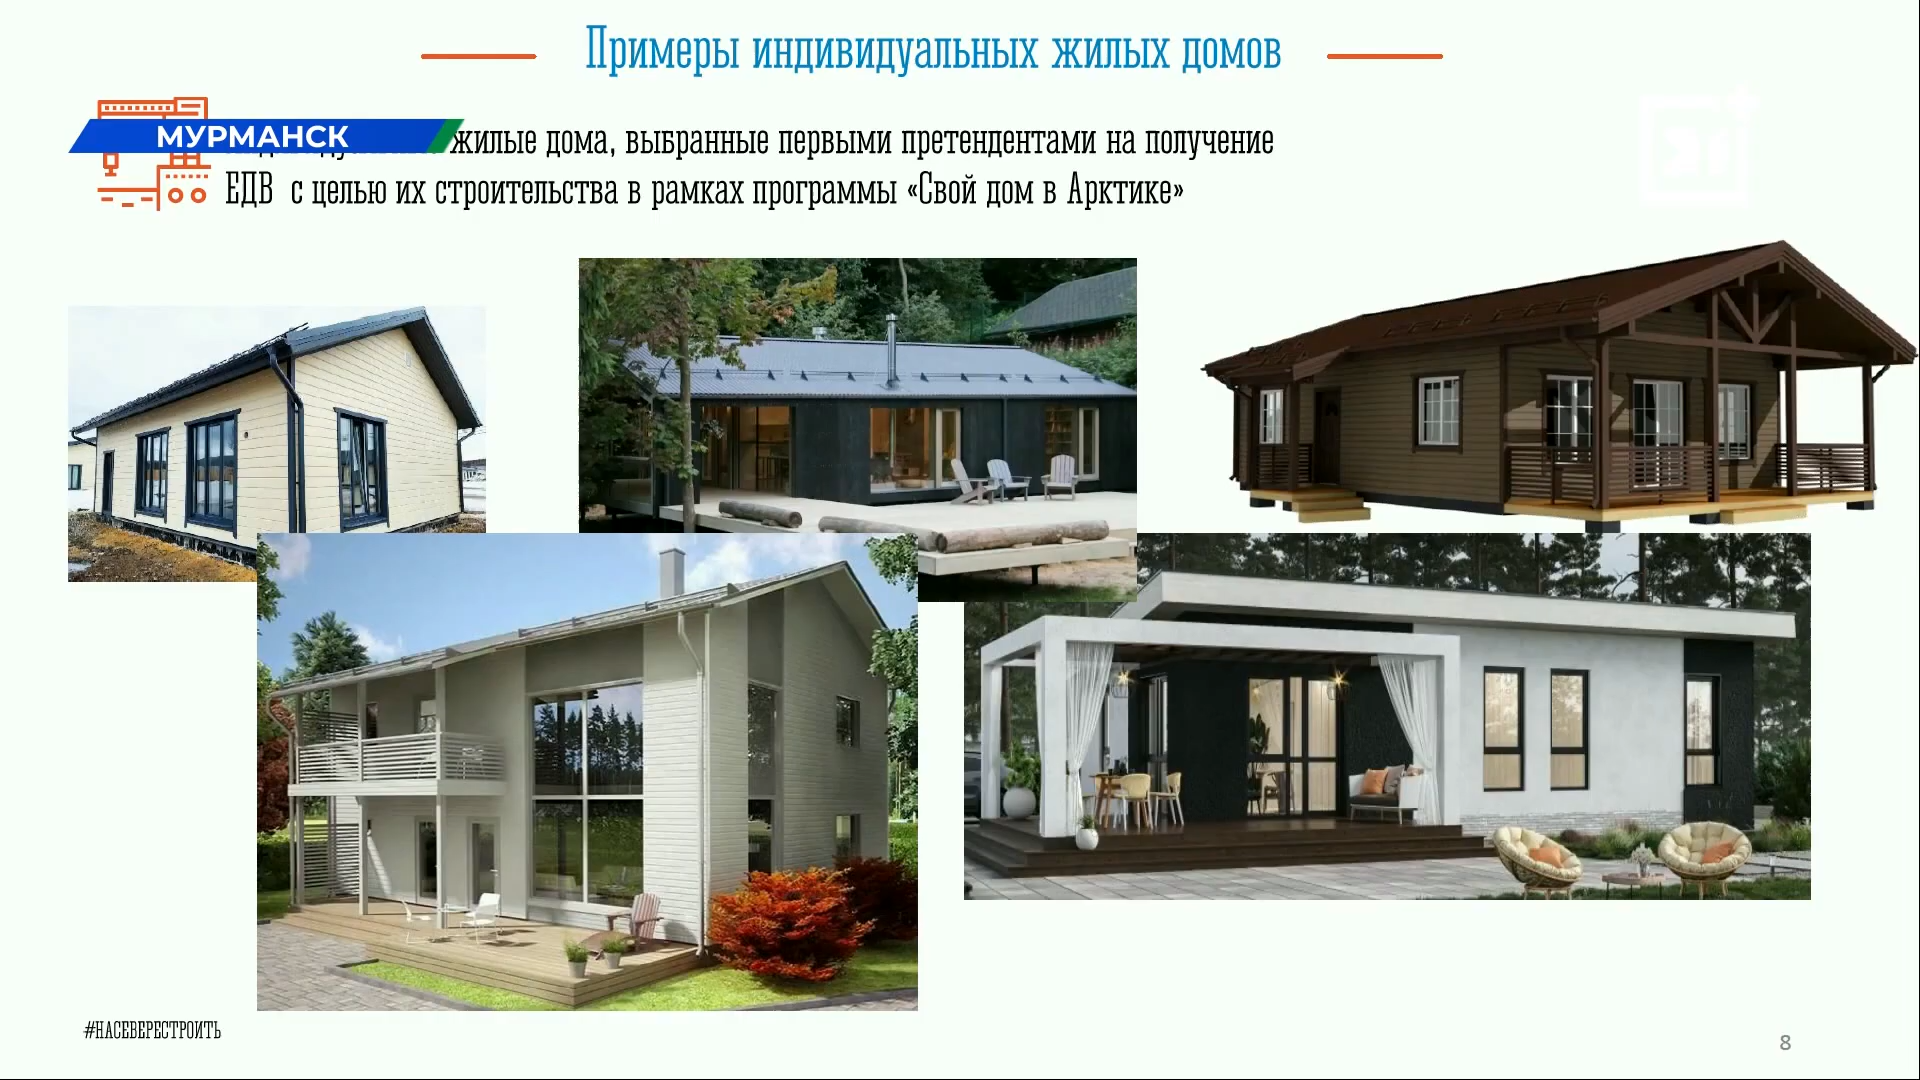 Примеры индивидуальных жилых домов
МУРМАНСК
жилые дома, выбранные первыми претендентами на получение
ЕДВ с целью их строительства в рамках программы «Свой дом в Арктике»
#НАСЕВЕРЕСТРОИТЬ
8